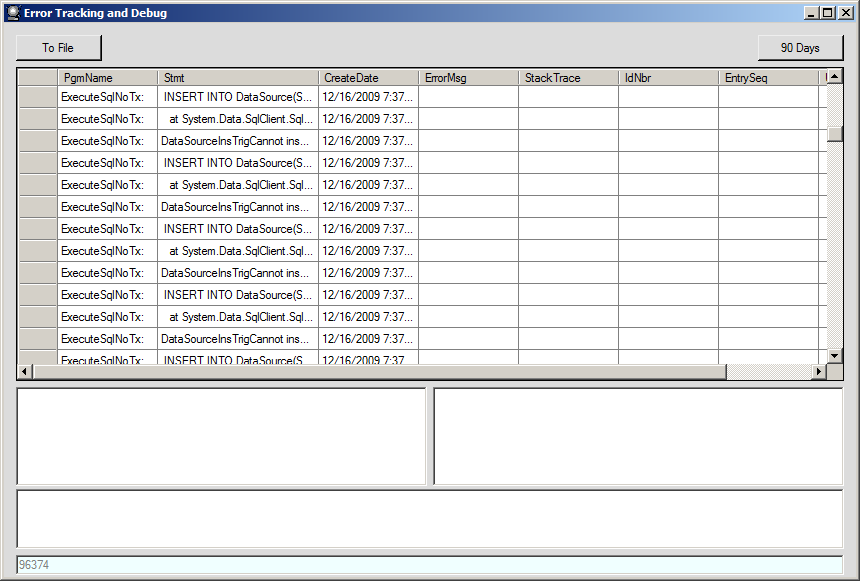 Error Tracking and Debug
To File 90 Days
PgmName Stmt CreateDate ErrorMsg StackTrace IdNbr EntrySeq
ExecuteSqlNoTx: INSERT INTO DataSource(S... 12/16/2009 7:37...
ExecuteSqlNoTx: at System.Data.SqlClient.Sql... 12/16/2009 7:37...
ExecuteSqlNoTx: DataSourceInsTrigCannot ins... 12/16/2009 7:37...
ExecuteSqlNoTx: INSERT INTO DataSource(S... 12/16/2009 7:37...
ExecuteSqlNoTx: at System.Data.SqlClient.Sql... 12/16/2009 7:37...
ExecuteSqlNoTx: DataSourceInsTrigCannot ins... 12/16/2009 7:37...
ExecuteSqlNoTx: INSERT INTO DataSource(S... 12/16/2009 7:37...
ExecuteSqlNoTx: at System.Data.SqlClient.Sql... 12/16/2009 7:37...
ExecuteSqlNoTx: DataSourceInsTrigCannot ins... 12/16/2009 7:37...
ExecuteSqlNoTx: INSERT INTO DataSource(S... 12/16/2009 7:37...
ExecuteSqlNoTx: at System.Data.SqlClient.Sql... 12/16/2009 7:37...
ExecuteSqlNoTx: DataSourceInsTrigCannot ins... 12/16/2009 7:37...
ExecuteSqlNoTx: INSERT INTO DataSource(S 12/16/2009 7:37
96374